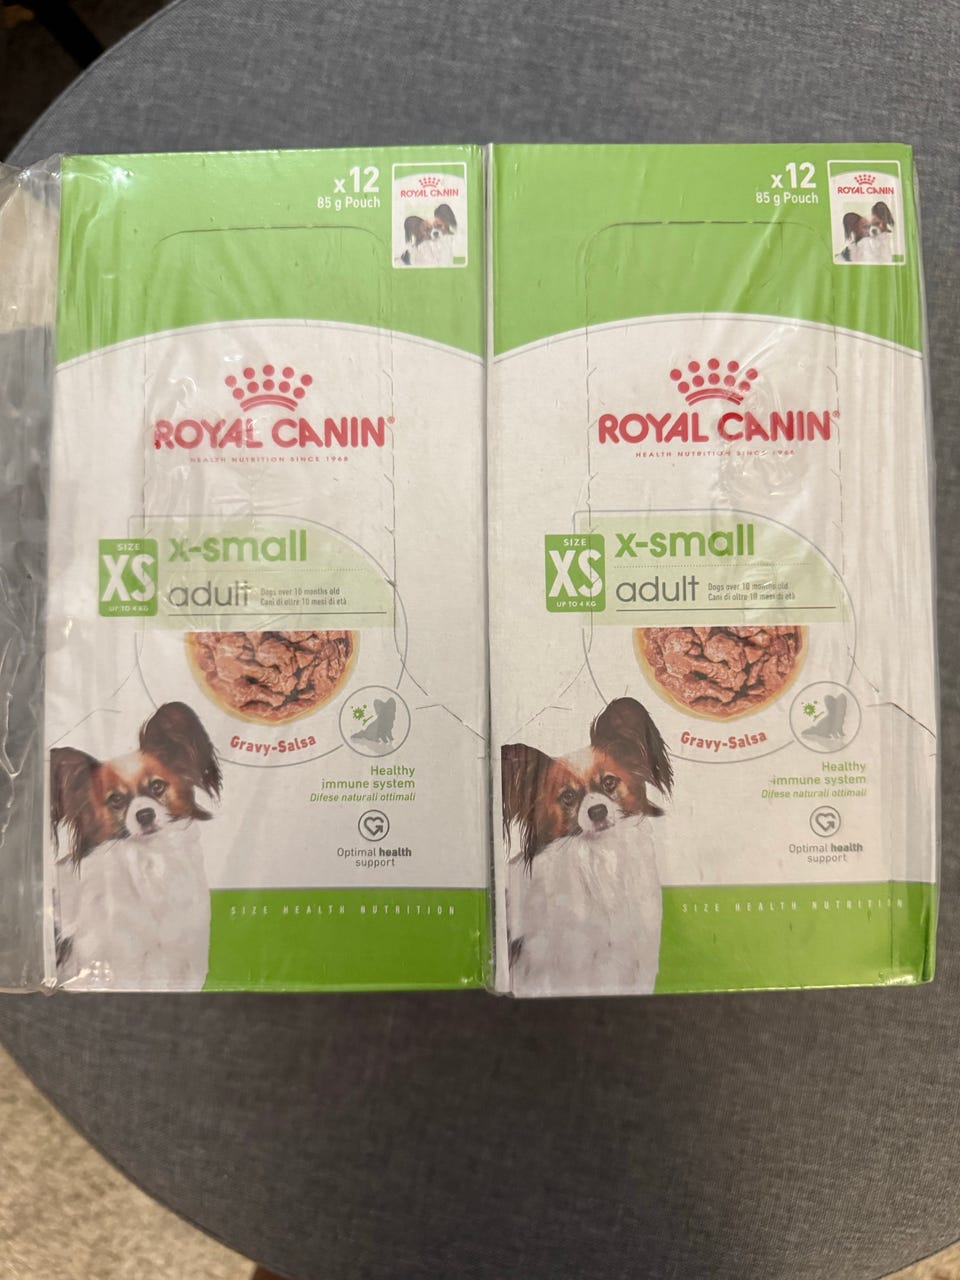 x12
85 g Pouch
ROYAL CANIN
ROYAL CANIN®
HEALTH NUTRITION SINCE 1968
SIZE
XS
UP TO 4 KG
x-small
adult
Dogs over 10 months old
Cani di oltre 10 mesi di età
Gravy-Salsa
Healthy
immune system
Difese naturali ottimali
Optimal health
support
SIZE HEALTH NUTRITION
x12
85 g Pouch
ROYAL CANIN
ROYAL CANIN®
HEALTH NUTRITION SINCE 1968
SIZE
XS
UP TO 4 KG
x-small
adult
Dogs over 10 months old
Cani di oltre 10 mesi di età
Gravy-Salsa
Healthy
immune system
Difese naturali ottimali
Optimal health
support
SIZE HEALTH NUTRITION